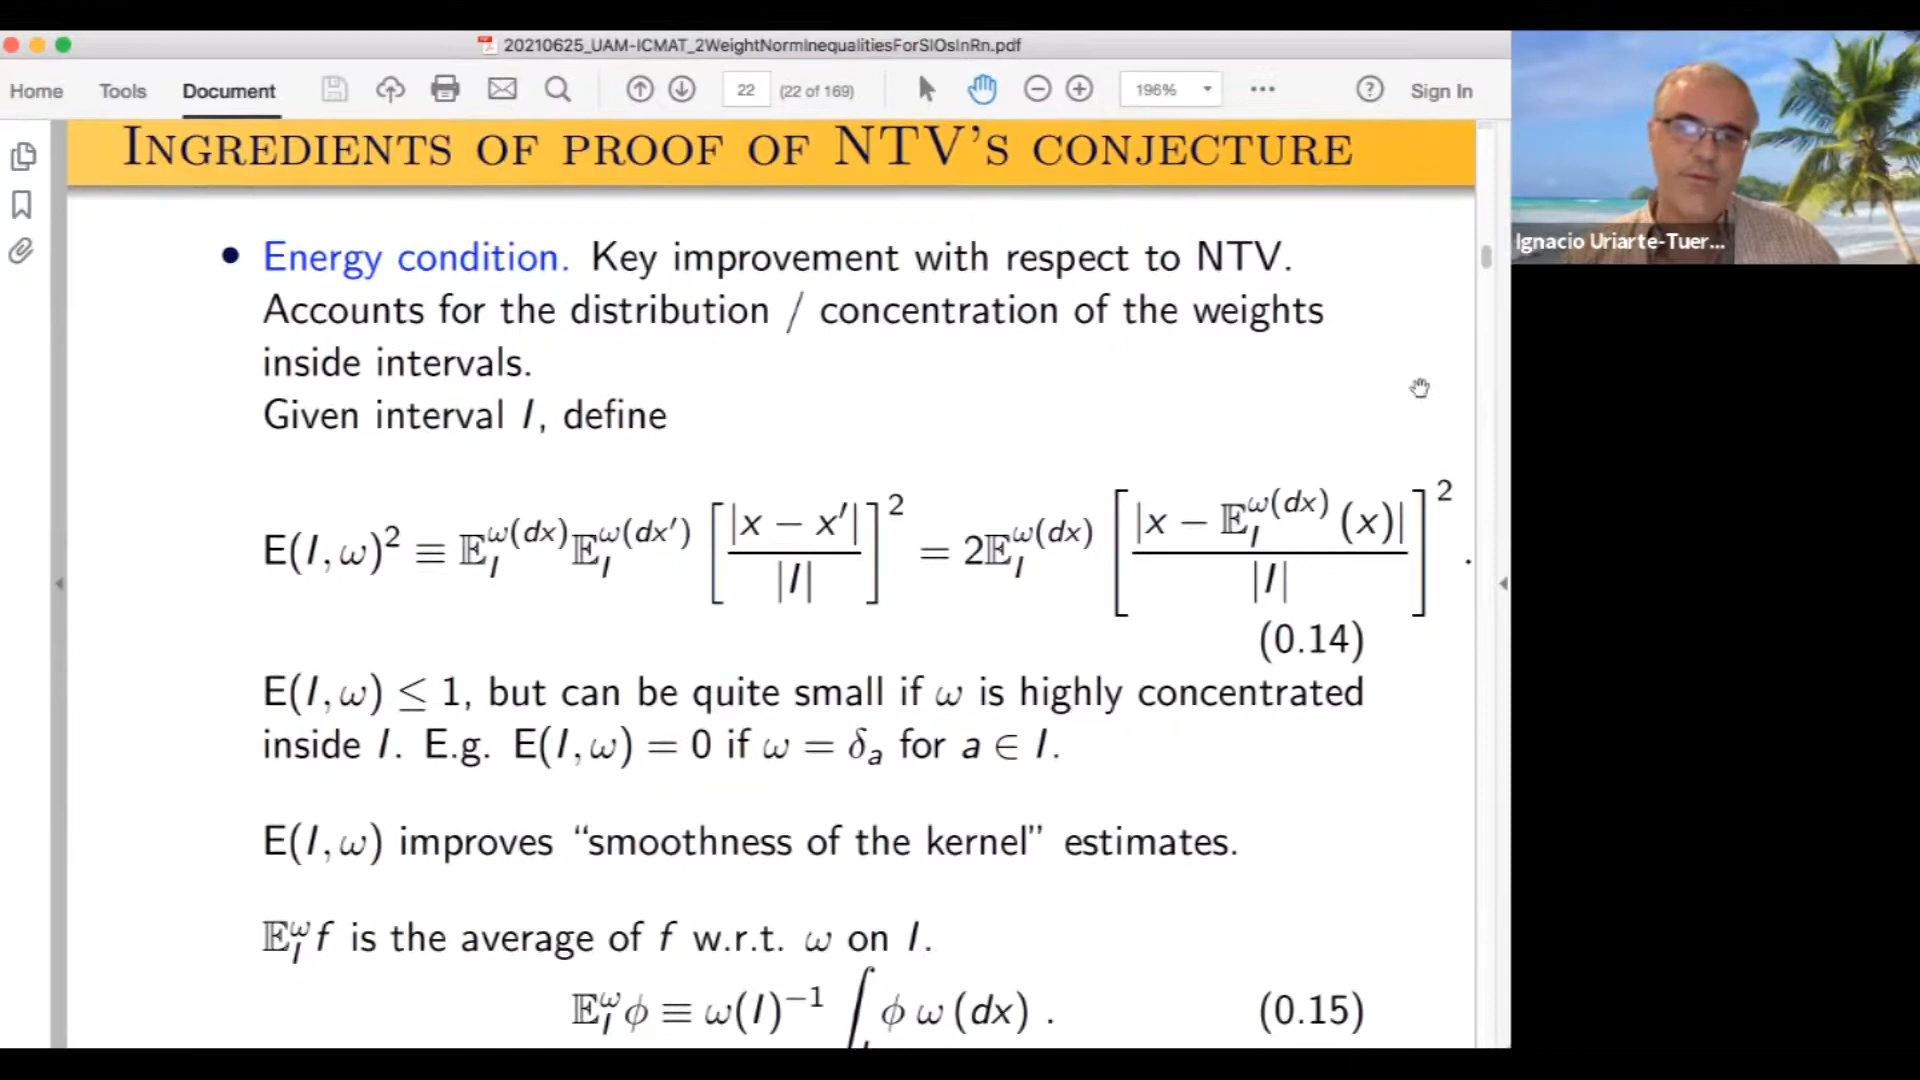 20210625_UAM-ICMAT_2WeightNormInequalitiesForSIOsInRn.pdf
Home Tools Document 22 (22 of 169) 196% Sign In
INGREDIENTS OF PROOF OF NTV'S CONJECTURE
Ignacio Uriarte-Tuer...
• Energy condition. Key improvement with respect to NTV.
Accounts for the distribution / concentration of the weights
inside intervals.
Given interval I, define
E(I, ω)² ≡ 𝔼_I^{ω(dx)} 𝔼_I^{ω(dx′)} [ |x − x′| / |I| ]² = 2𝔼_I^{ω(dx)} [ |x − 𝔼_I^{ω(dx)} (x)| / |I| ]² .
(0.14)
E(I, ω) ≤ 1, but can be quite small if ω is highly concentrated
inside I. E.g. E(I, ω) = 0 if ω = δ_a for a ∈ I.
E(I, ω) improves “smoothness of the kernel” estimates.
𝔼_I^ω f is the average of f w.r.t. ω on I.
𝔼_I^ω ϕ ≡ ω(I)^{−1} ∫ ϕ ω (dx) . (0.15)